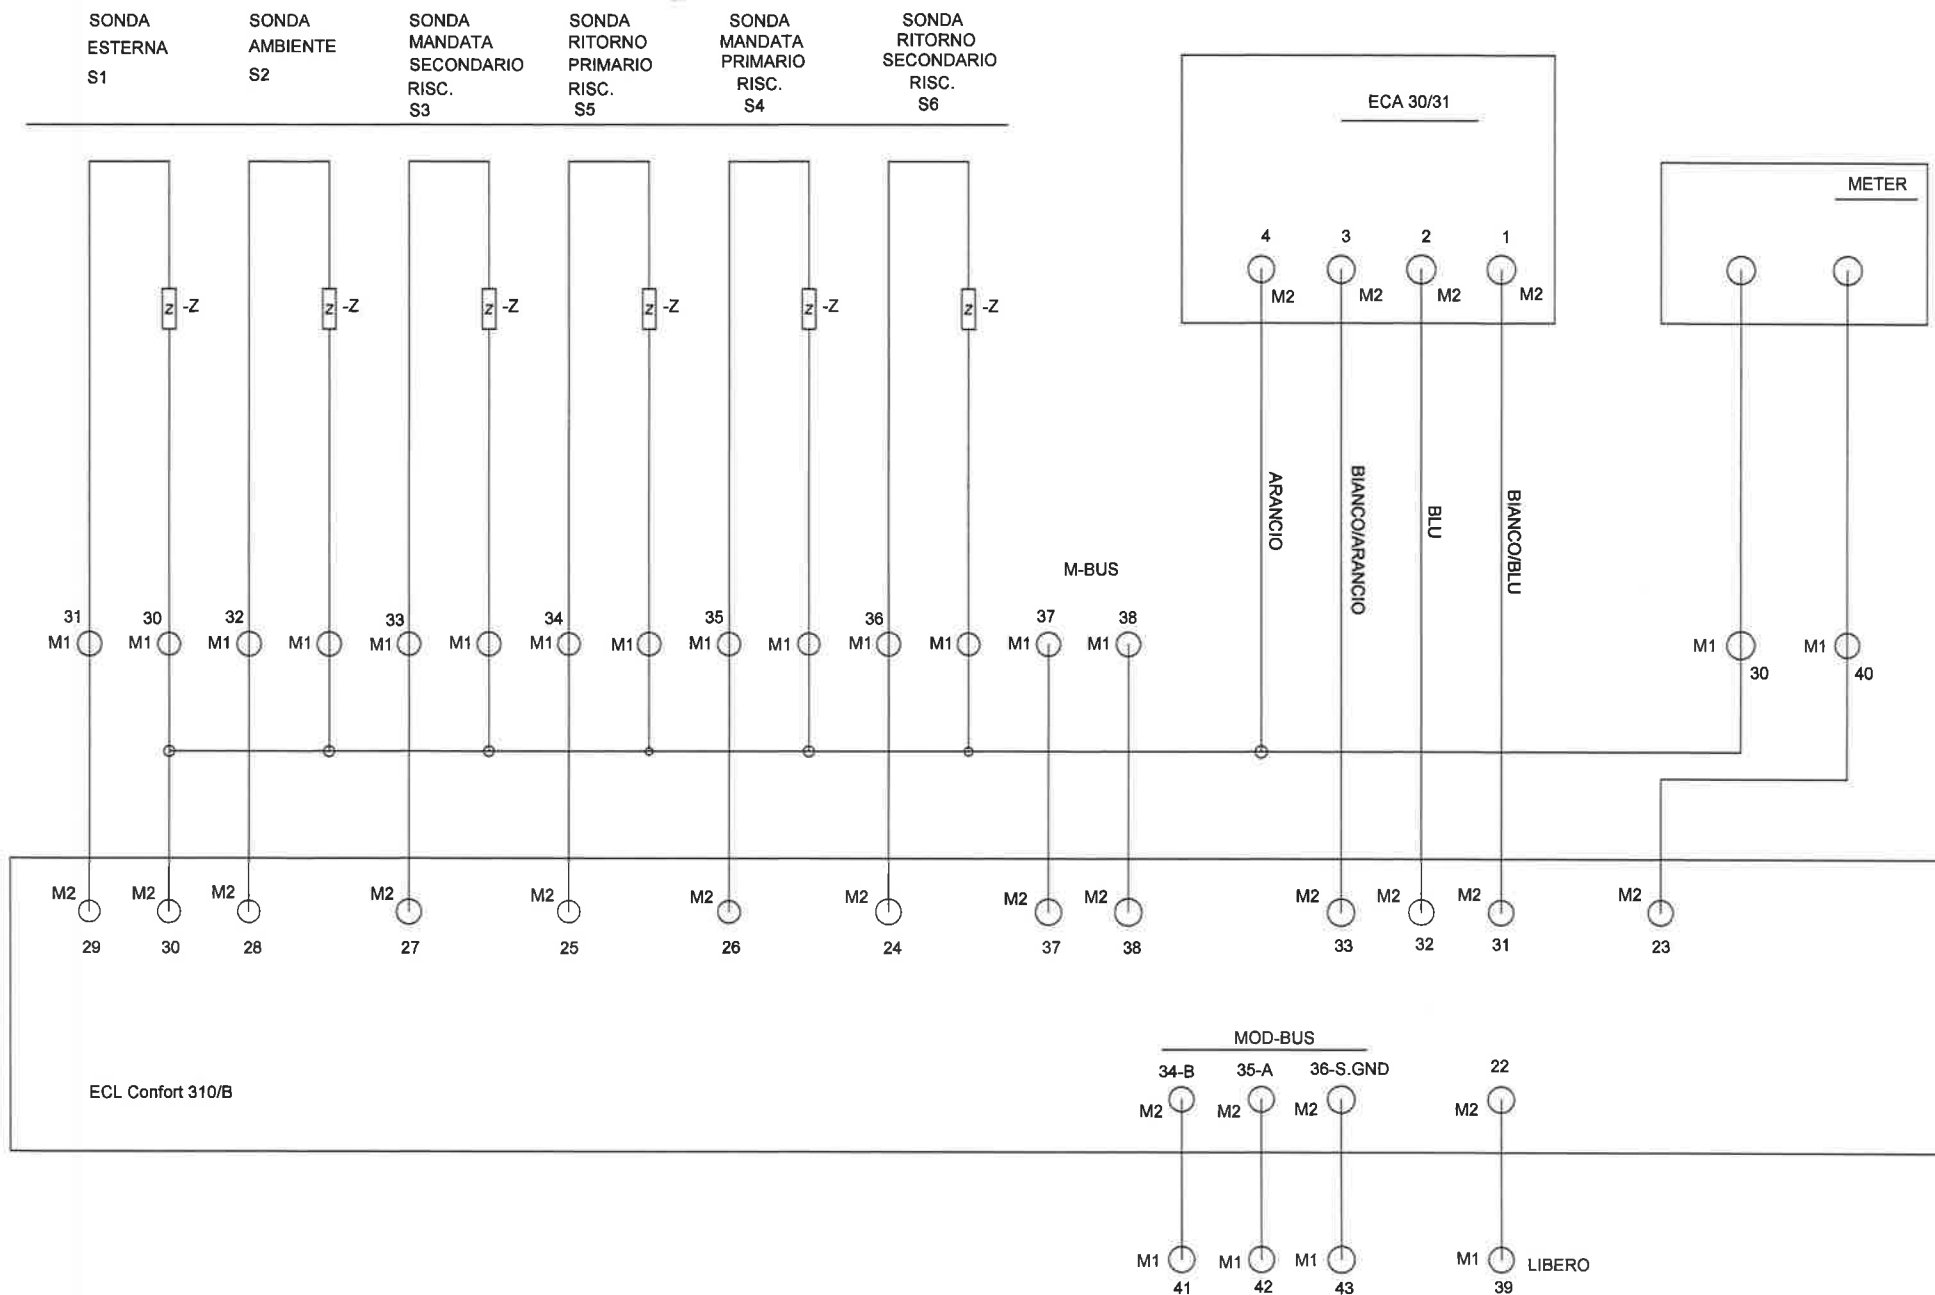 SONDA
ESTERNA
S1
SONDA
AMBIENTE
S2
SONDA
MANDATA
SECONDARIO
RISC.
S3
SONDA
RITORNO
PRIMARIO
RISC.
S5
SONDA
MANDATA
PRIMARIO
RISC.
S4
SONDA
RITORNO
SECONDARIO
RISC.
S6
ECA 30/31
METER
4 3 2 1
M2 M2 M2 M2
Z -Z Z -Z Z -Z Z -Z Z -Z Z -Z
ARANCIO
BIANCO/ARANCIO
BLU
BIANCO/BLU
M-BUS
31 30 32 33 34 35 36 37 38
M1 M1 M1 M1 M1 M1 M1 M1 M1 M1 M1 M1 M1 M1 M1 M1
30 40
M2 M2 M2 M2 M2 M2 M2 M2 M2 M2 M2 M2 M2
29 30 28 27 25 26 24 37 38 33 32 31 23
MOD-BUS
34-B 35-A 36-S.GND 22
M2 M2 M2 M2
ECL Confort 310/B
M1 M1 M1 M1 LIBERO
41 42 43 39